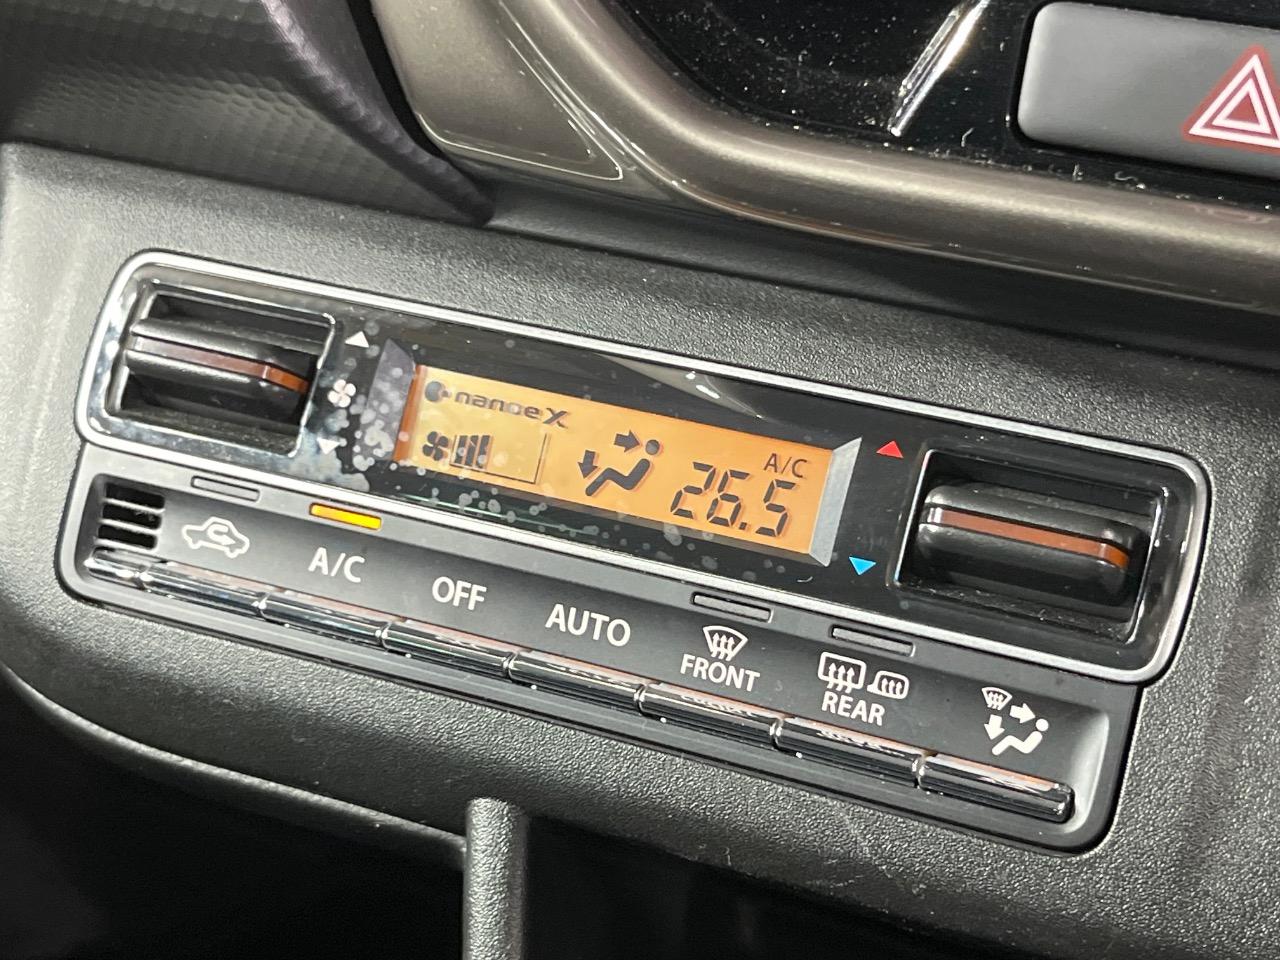 nanoeX
A/C
26.5
A/C
OFF
AUTO
FRONT
REAR